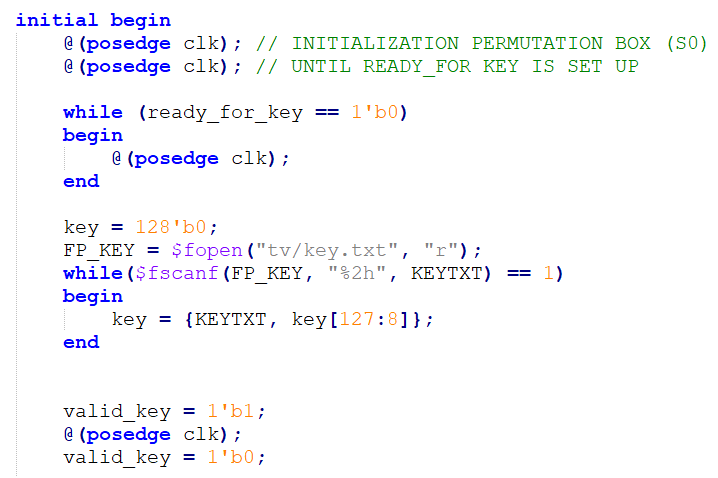 initial begin
@(posedge clk); // INITIALIZATION PERMUTATION BOX (S0)
@(posedge clk); // UNTIL READY_FOR KEY IS SET UP
while (ready_for_key == 1'b0)
begin
@(posedge clk);
end
key = 128'b0;
FP_KEY = $fopen("tv/key.txt", "r");
while($fscanf(FP_KEY, "%2h", KEYTXT) == 1)
begin
key = {KEYTXT, key[127:8]};
end
valid_key = 1'b1;
@(posedge clk);
valid_key = 1'b0;